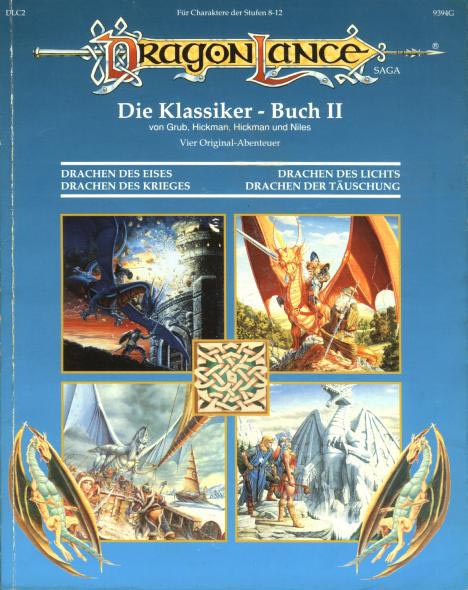 DLC2
Für Charaktere der Stufen 8-12
9394G
DRAGONLANCE®
SAGA
Die Klassiker - Buch II
von Grub, Hickman, Hickman und Niles
Vier Original-Abenteuer
DRACHEN DES EISES
DRACHEN DES KRIEGES
DRACHEN DES LICHTS
DRACHEN DER TÄUSCHUNG